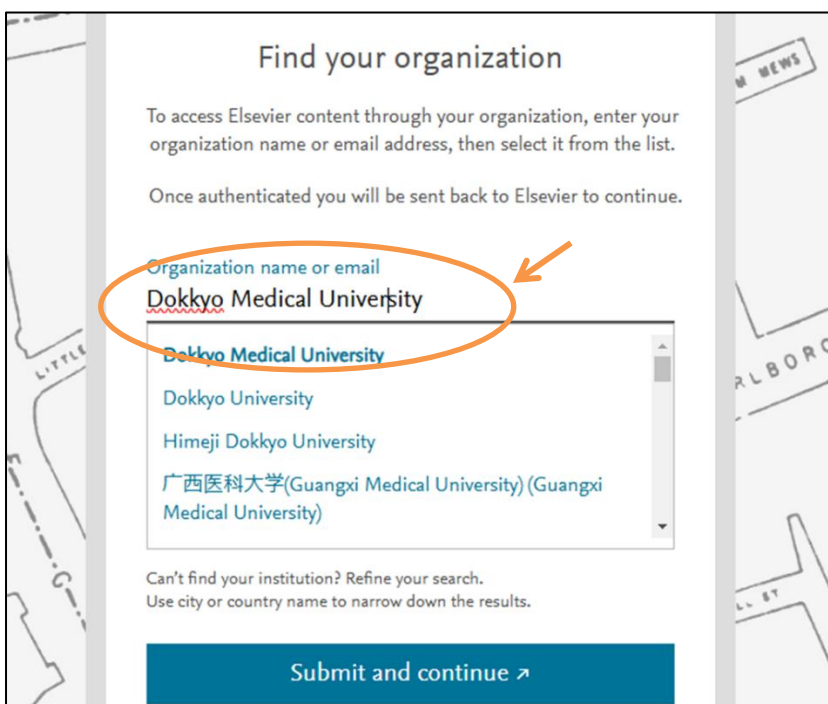 Find your organization
To access Elsevier content through your organization, enter your
organization name or email address, then select it from the list.
Once authenticated you will be sent back to Elsevier to continue.
Organization name or email
Dokkyo Medical University
Dokkyo Medical University
Dokkyo University
Himeji Dokkyo University
广西医科大学(Guangxi Medical University) (Guangxi
Medical University)
Can't find your institution? Refine your search.
Use city or country name to narrow down the results.
Submit and continue ↗
MEWS
LITTLE
RLBORO
ST